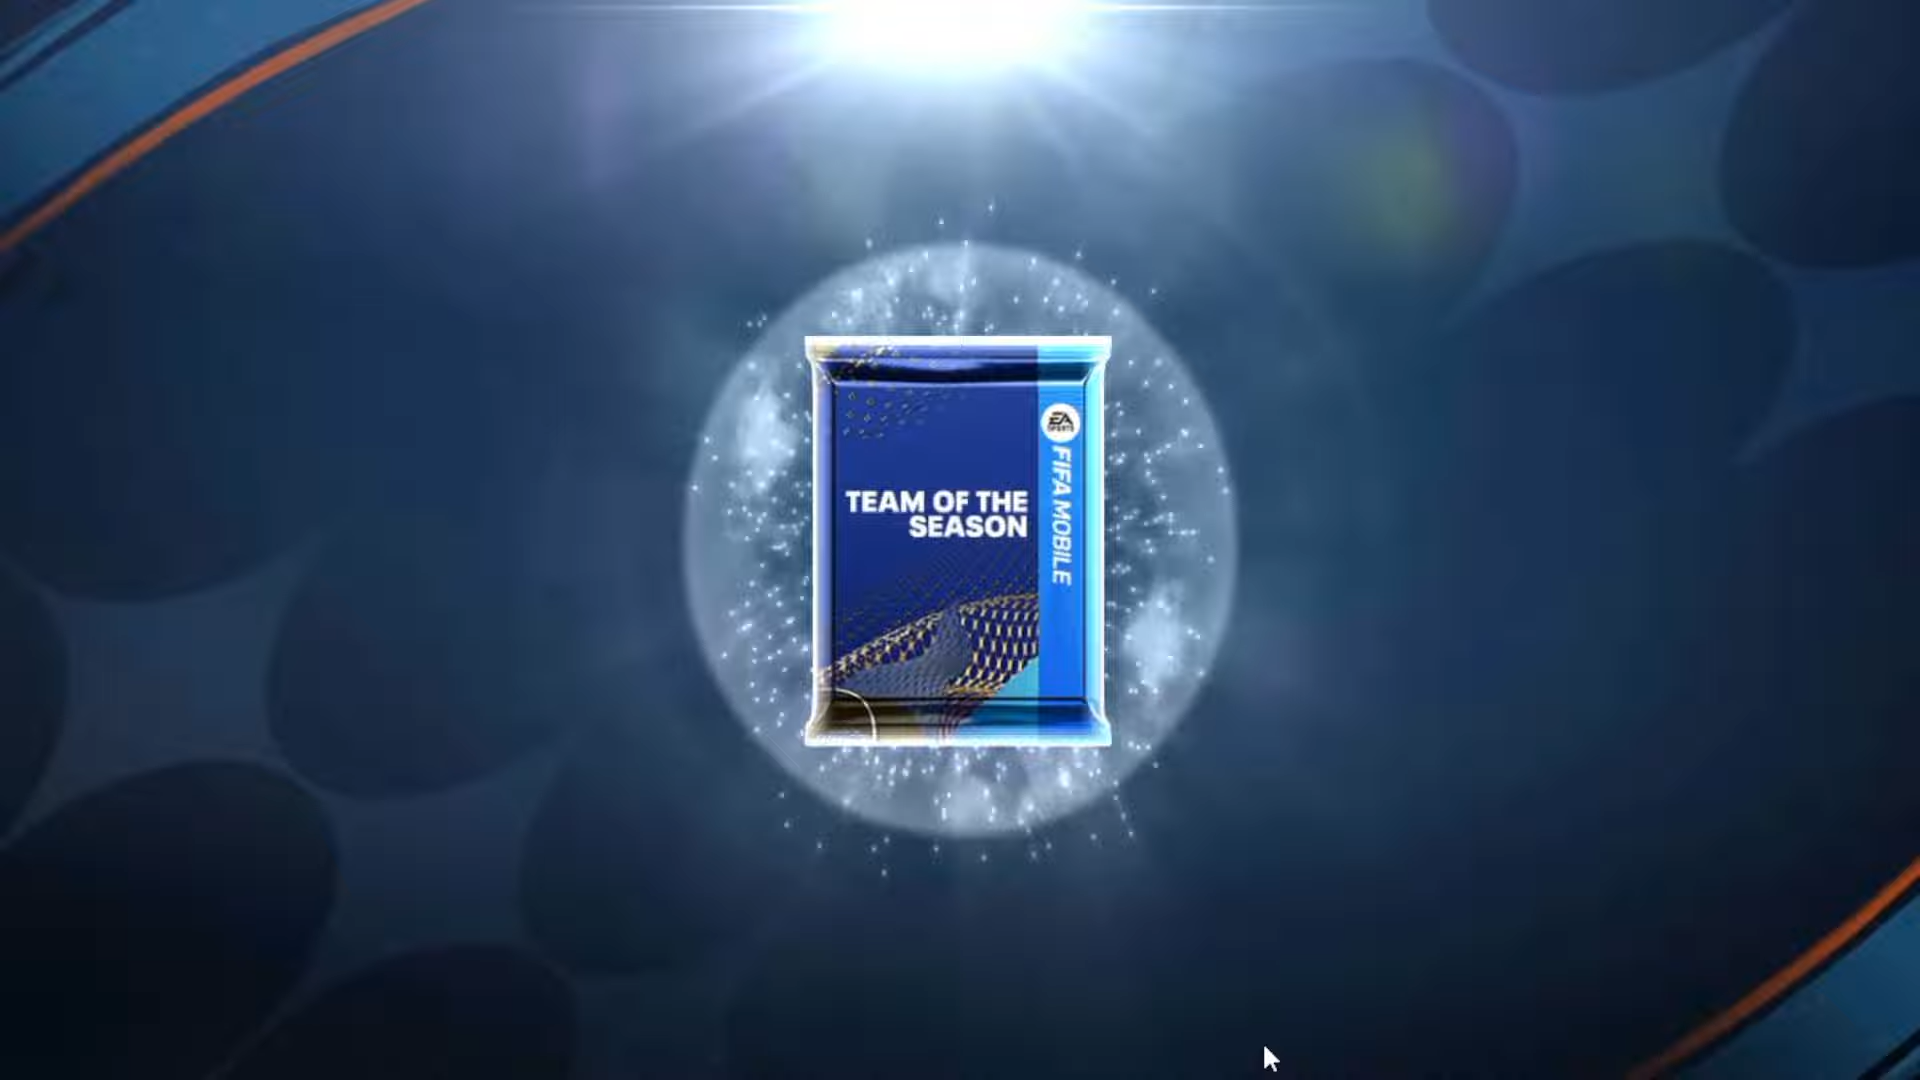 TEAM OF THE
SEASON
EA
SPORTS
FIFA MOBILE